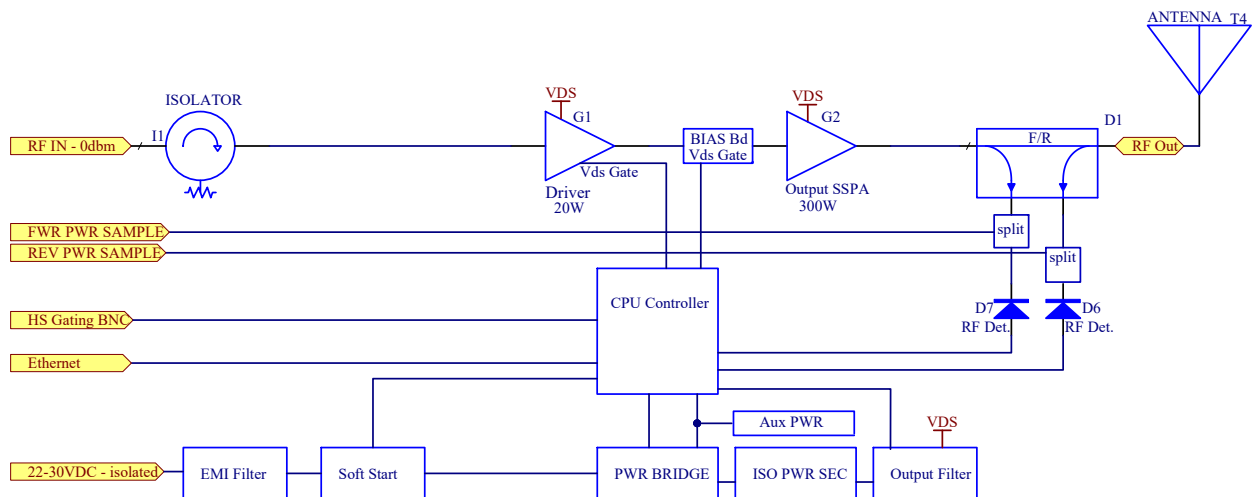 ANTENNA T4
ISOLATOR
VDS
VDS
G1
G2
D1
I1
RF IN - 0dbm
BIAS Bd
Vds Gate
F/R
RF Out
Vds Gate
Driver
20W
Output SSPA
300W
FWR PWR SAMPLE
split
REV PWR SAMPLE
split
CPU Controller
D7
RF Det.
D6
RF Det.
HS Gating BNC
Ethernet
Aux PWR
VDS
22-30VDC - isolated
EMI Filter
Soft Start
PWR BRIDGE
ISO PWR SEC
Output Filter